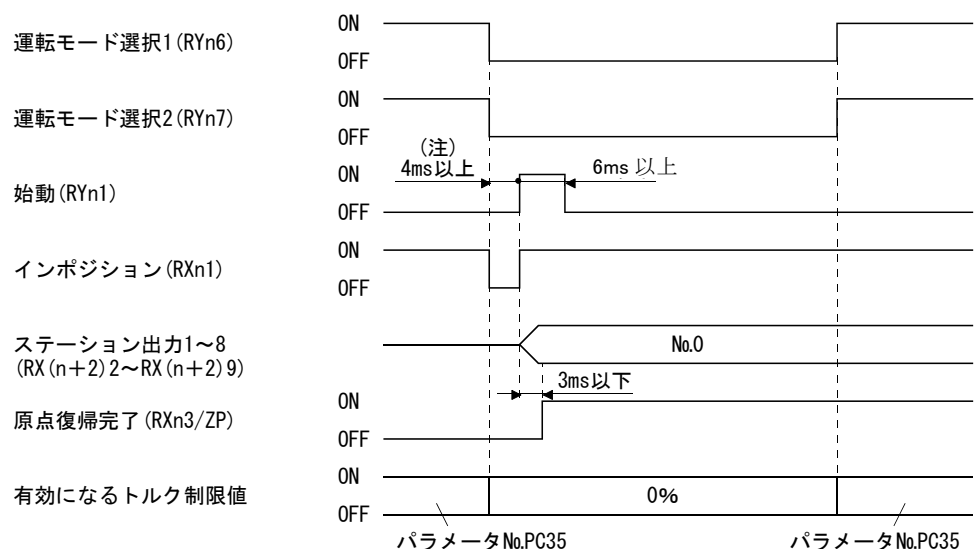 運転モード選択1(RYn6)
ON
OFF
運転モード選択2(RYn7)
ON
OFF
(注)
4ms以上
6ms 以上
始動(RYn1)
ON
OFF
インポジション(RXn1)
ON
OFF
ステーション出力1~8
(RX(n+2)2~RX(n+2)9)
No.0
3ms以下
原点復帰完了(RXn3/ZP)
ON
OFF
有効になるトルク制限値
ON
OFF
0%
パラメータNo.PC35
パラメータNo.PC35